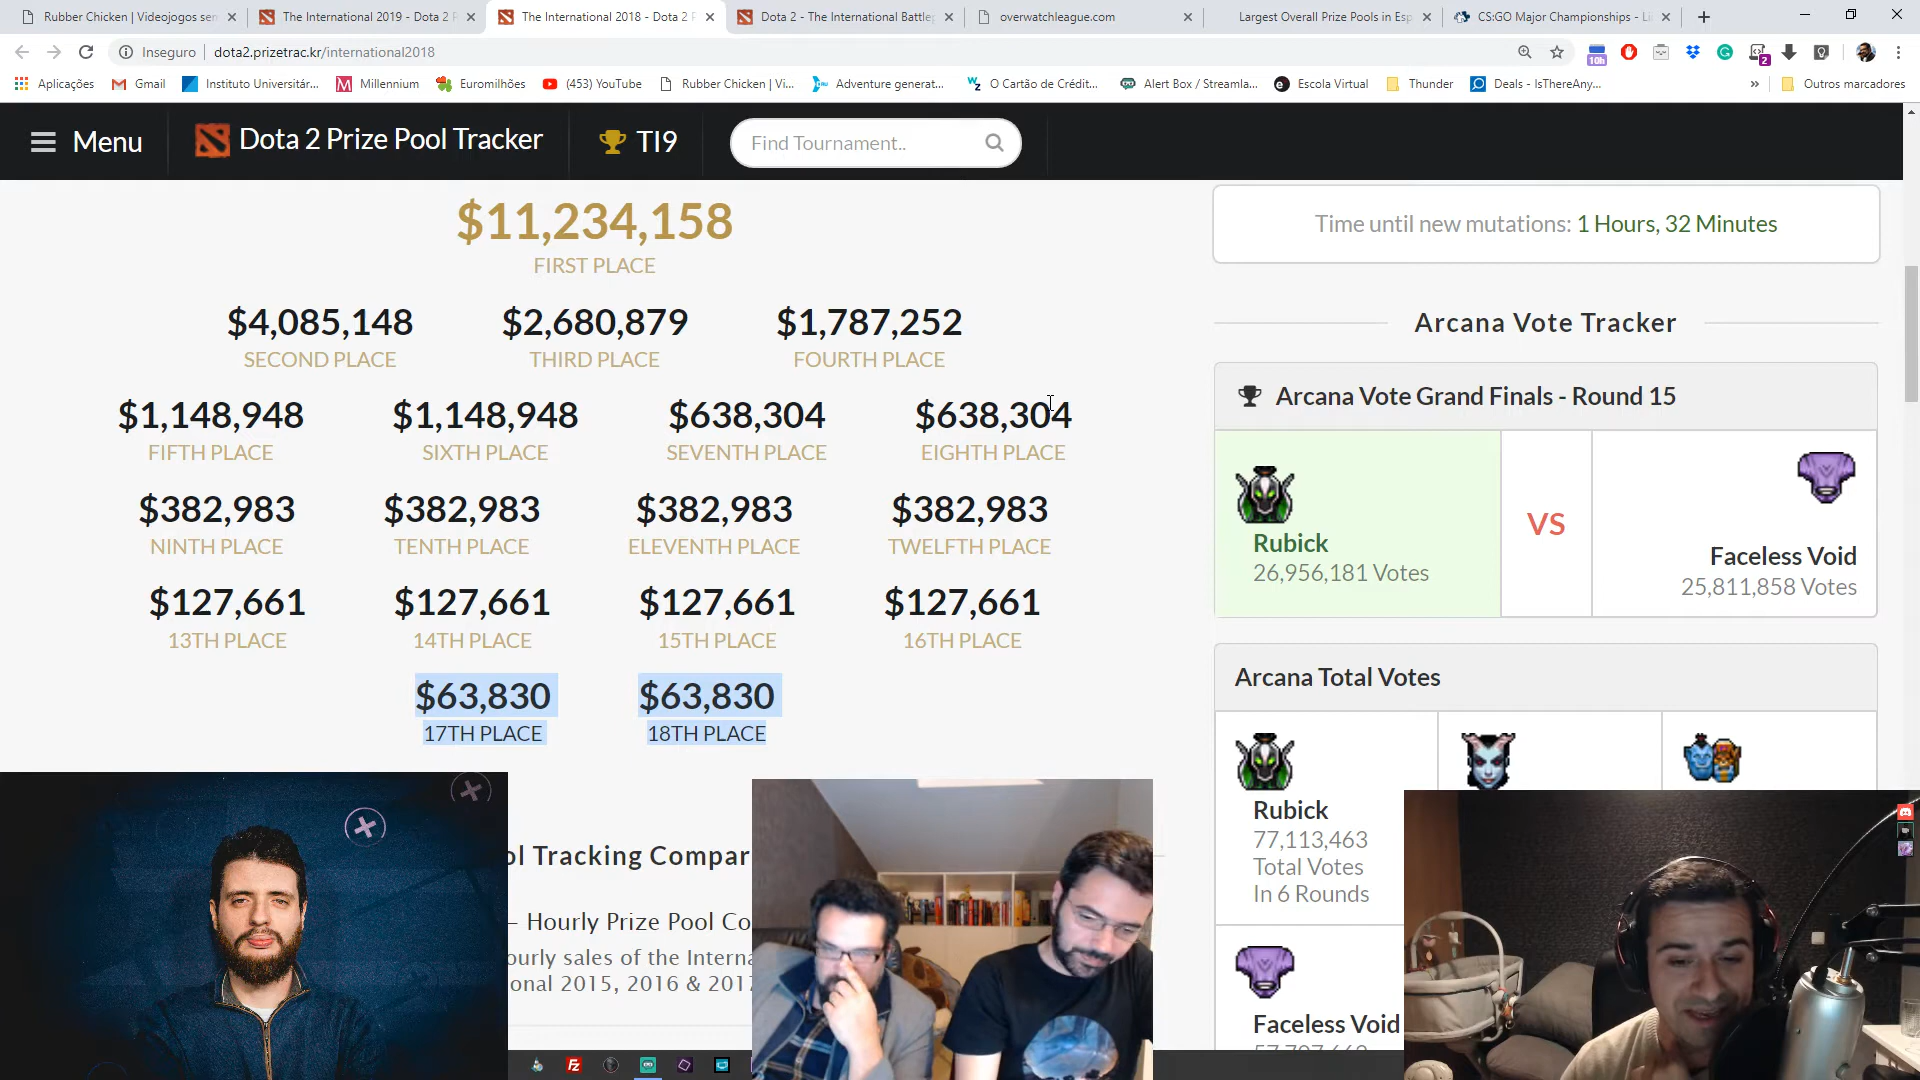 Rubber Chicken | Videojogos sem
The International 2019 - Dota 2 P
The International 2018 - Dota 2 P
Dota 2 - The International Battlep
overwatchleague.com
Largest Overall Prize Pools in Esp
CS:GO Major Championships - Li
Inseguro | dota2.prizetrac.kr/international2018
10h
2
Aplicações
Gmail
Instituto Universitár...
Millennium
Euromilhões
(453) YouTube
Rubber Chicken | Vi...
Adventure generat...
O Cartão de Crédit...
Alert Box / Streamla...
Escola Virtual
Thunder
Deals - IsThereAny...
»
Outros marcadores
Menu
Dota 2 Prize Pool Tracker
TI9
Find Tournament..
$11,234,158
FIRST PLACE
$4,085,148 $2,680,879 $1,787,252
SECOND PLACE THIRD PLACE FOURTH PLACE
$1,148,948 $1,148,948 $638,304 $638,304
FIFTH PLACE SIXTH PLACE SEVENTH PLACE EIGHTH PLACE
$382,983 $382,983 $382,983 $382,983
NINTH PLACE TENTH PLACE ELEVENTH PLACE TWELFTH PLACE
$127,661 $127,661 $127,661 $127,661
13TH PLACE 14TH PLACE 15TH PLACE 16TH PLACE
$63,830 $63,830
17TH PLACE 18TH PLACE
ol Tracking Compar
– Hourly Prize Pool Co
ourly sales of the Interna
onal 2015, 2016 & 2017
Time until new mutations: 1 Hours, 32 Minutes
Arcana Vote Tracker
Arcana Vote Grand Finals - Round 15
Rubick
26,956,181 Votes
VS
Faceless Void
25,811,858 Votes
Arcana Total Votes
Rubick
77,113,463
Total Votes
In 6 Rounds
Faceless Void